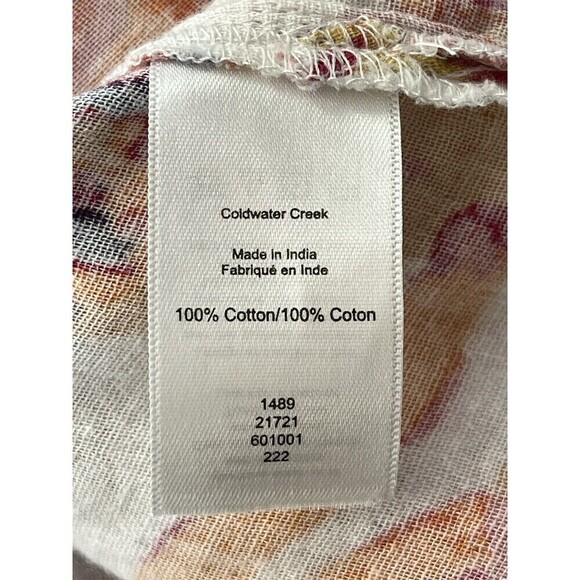 Coldwater Creek
Made in India
Fabriqué en Inde
100% Cotton/100% Coton
1489
21721
601001
222